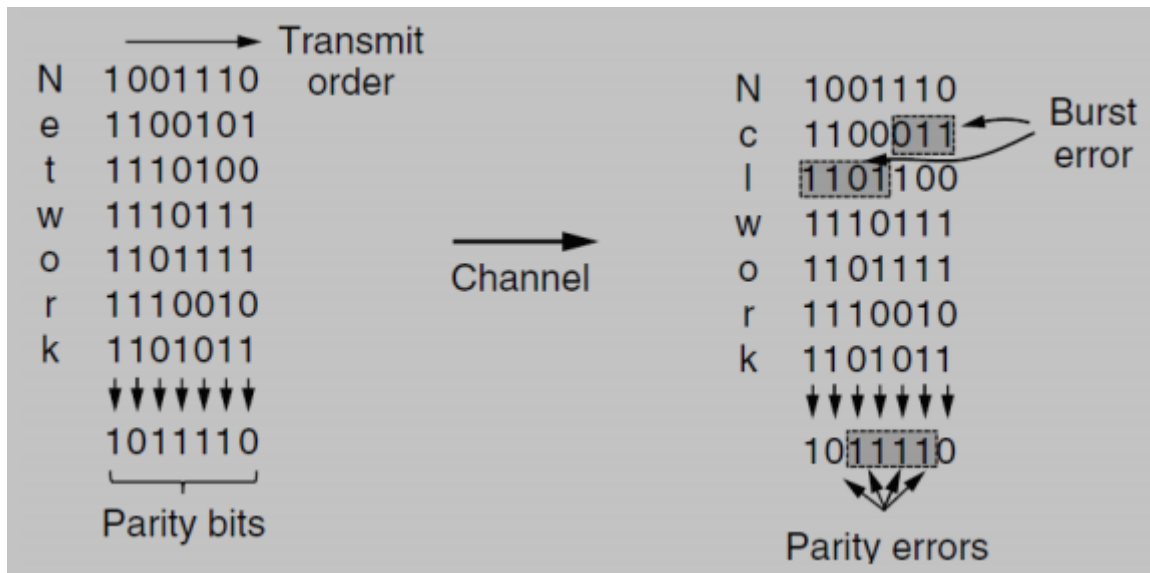 Transmit
order
N 1001110
e 1100101
t 1110100
w 1110111
o 1101111
r 1110010
k 1101011
1011110
Parity bits
Channel
N 1001110
c 1100011
l 1101100
w 1110111
o 1101111
r 1110010
k 1101011
1011110
Burst
error
Parity errors